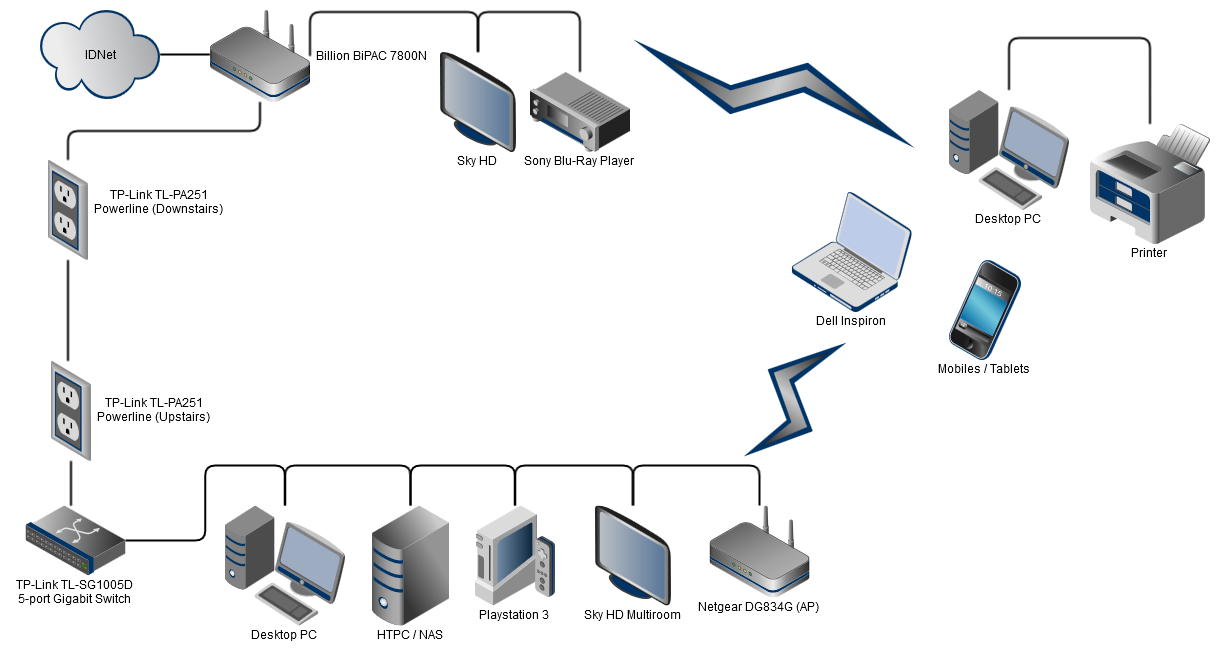 IDNet
Billion BiPAC 7800N
Sky HD
Sony Blu-Ray Player
TP-Link TL-PA251
Powerline (Downstairs)
Desktop PC
Printer
Dell Inspiron
10.15
Mobiles / Tablets
TP-Link TL-PA251
Powerline (Upstairs)
TP-Link TL-SG1005D
5-port Gigabit Switch
Desktop PC
HTPC / NAS
Playstation 3
Sky HD Multiroom
Netgear DG834G (AP)